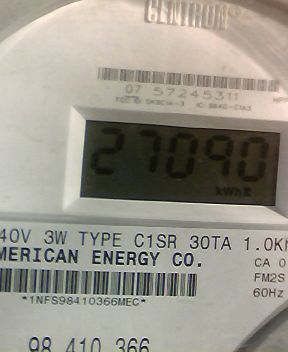 CENTRON
07 57245311
27090
kWh
40V 3W TYPE C1SR 30TA 1.0K
MERICAN ENERGY CO.
CA 0
FM2S
60Hz
*1NFS98410366MEC*
98 410 366